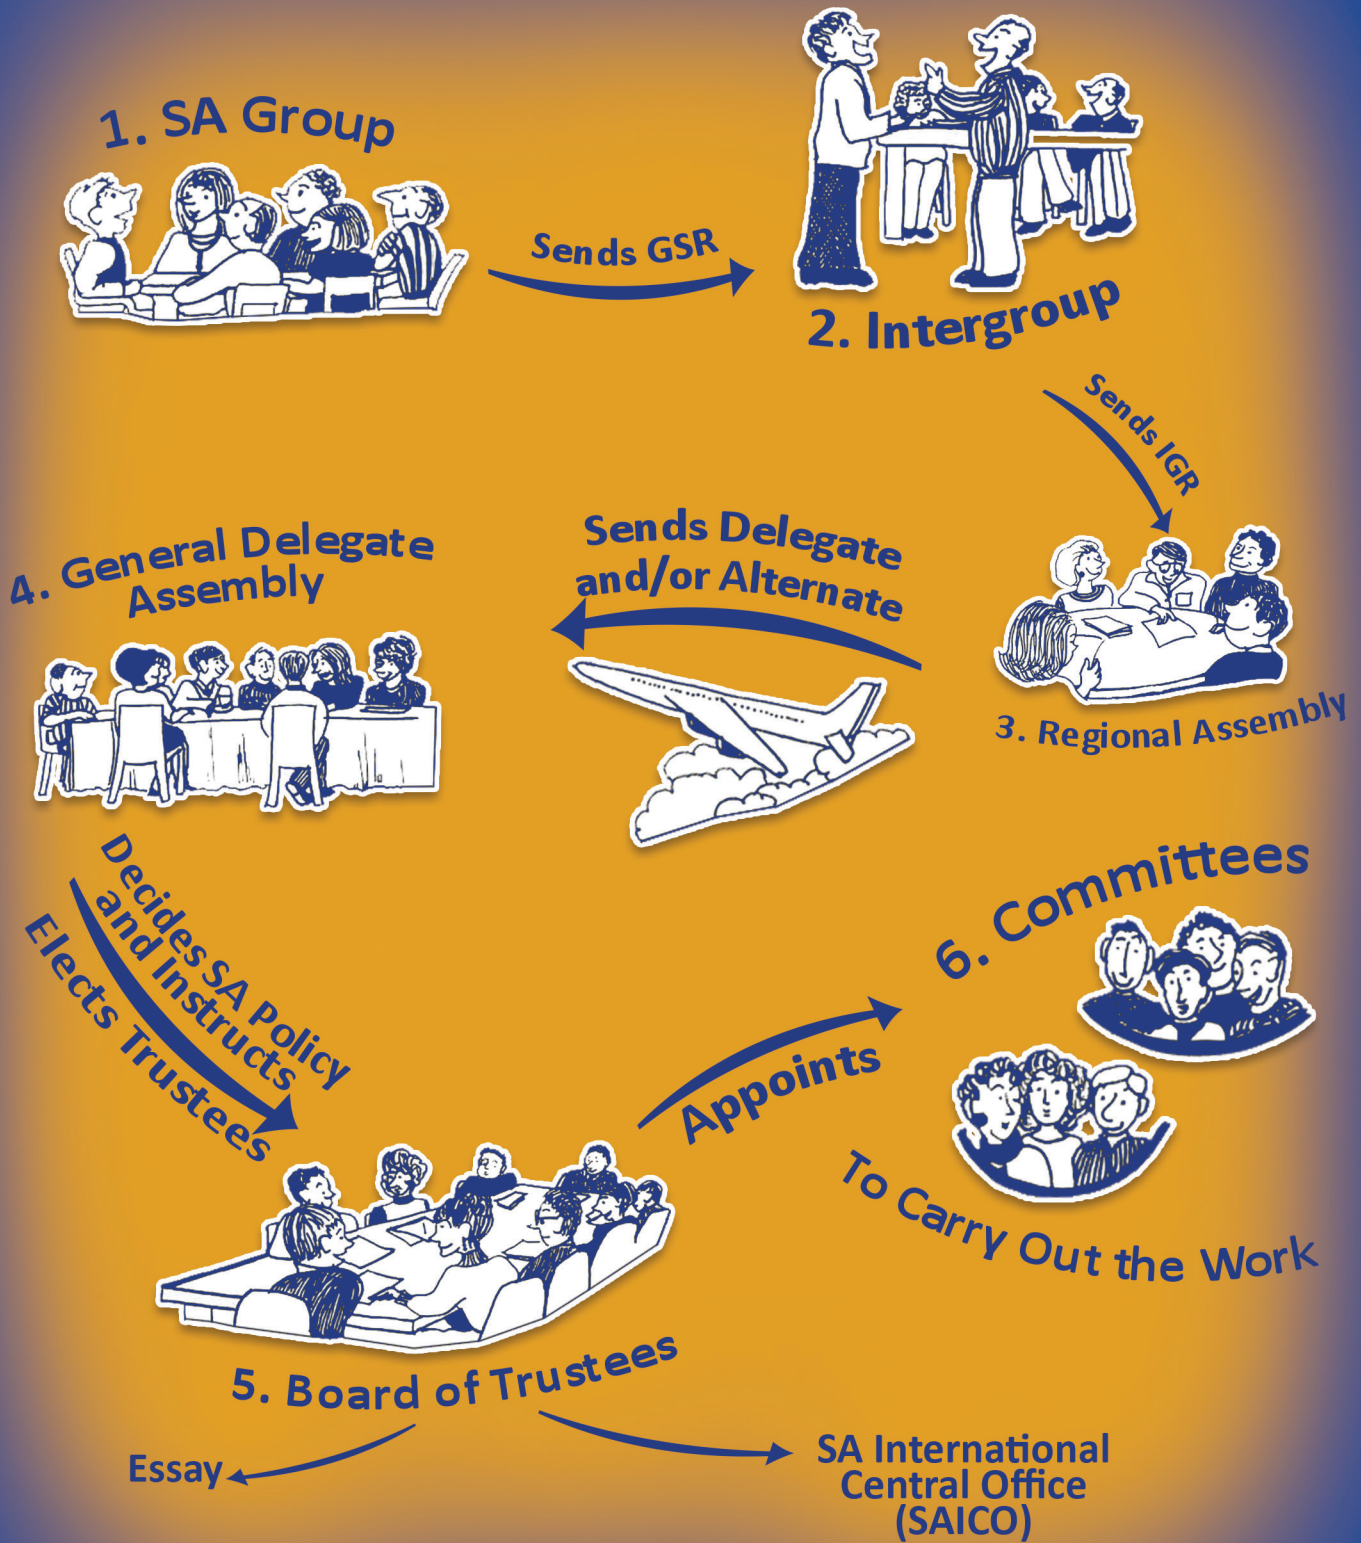 1. SA Group
Sends GSR
2. Intergroup
Sends IGR
3. Regional Assembly
Sends Delegate
and/or Alternate
4. General Delegate
Assembly
Decides SA Policy
and Instructs
Elects Trustees
5. Board of Trustees
Appoints
6. Committees
To Carry Out the Work
Essay
SA International
Central Office
(SAICO)